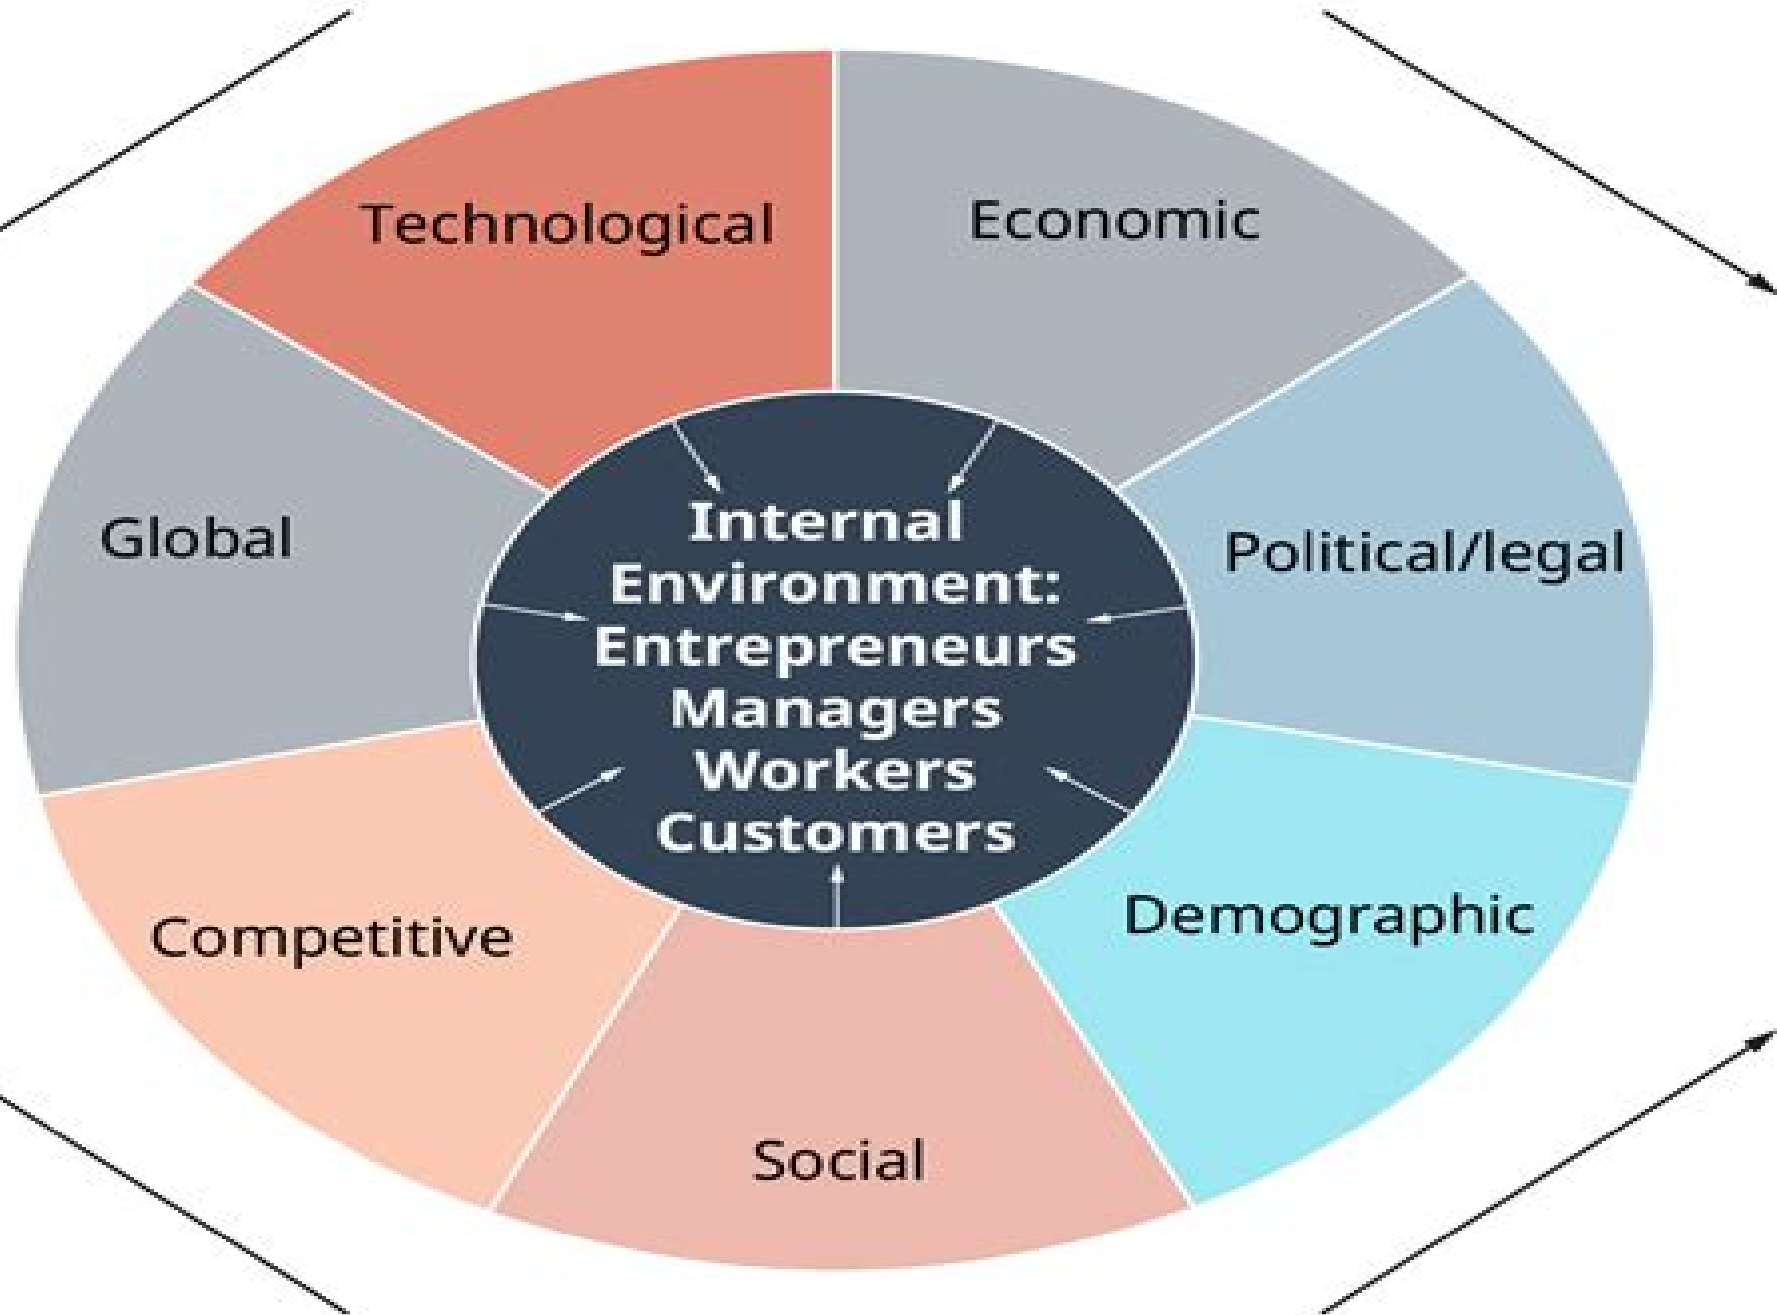 Technological
Economic
Global
Political/legal
Internal
Environment:
Entrepreneurs
Managers
Workers
Customers
Competitive
Demographic
Social